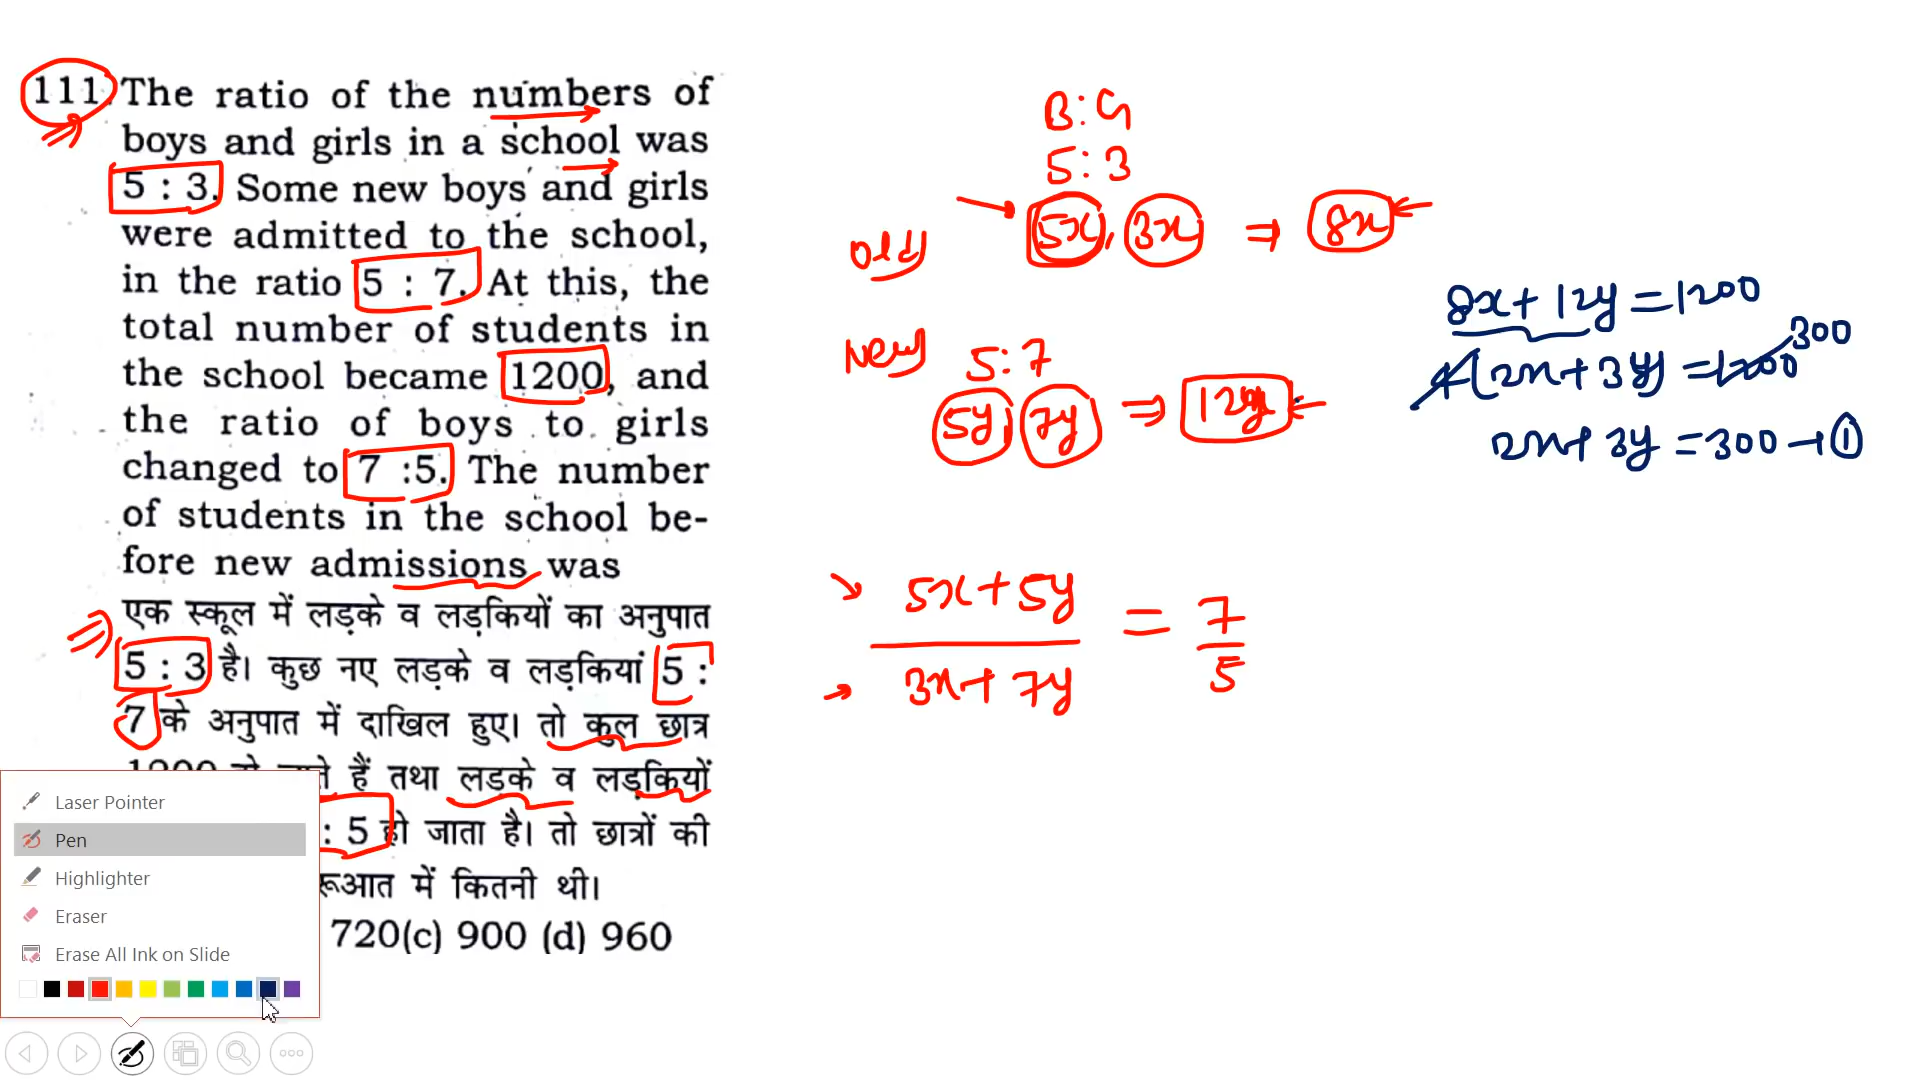 111. The ratio of the numbers of
boys and girls in a school was
5 : 3. Some new boys and girls
were admitted to the school,
in the ratio 5 : 7. At this, the
total number of students in
the school became 1200, and
the ratio of boys to girls
changed to 7 :5. The number
of students in the school be-
fore new admissions was
एक स्कूल में लड़के व लड़कियों का अनुपात
5 : 3 है। कुछ नए लड़के व लड़कियां 5 :
7 के अनुपात में दाखिल हुए। तो कुल छात्र
हैं तथा लड़के व लड़कियों
: 5 हो जाता है। तो छात्रों की
में कितनी थी।
720(c) 900 (d) 960
Laser Pointer
Pen
Highlighter
Eraser
Erase All Ink on Slide
B:G
5:3
Old 5x, 3x ⇒ 8x
New 5:7
5y, 7y ⇒ 12y
5x+5y
3x+7y
=
7
5
8x+12y=1200
4(2x+3y)=1200 300
2x+3y=300-①